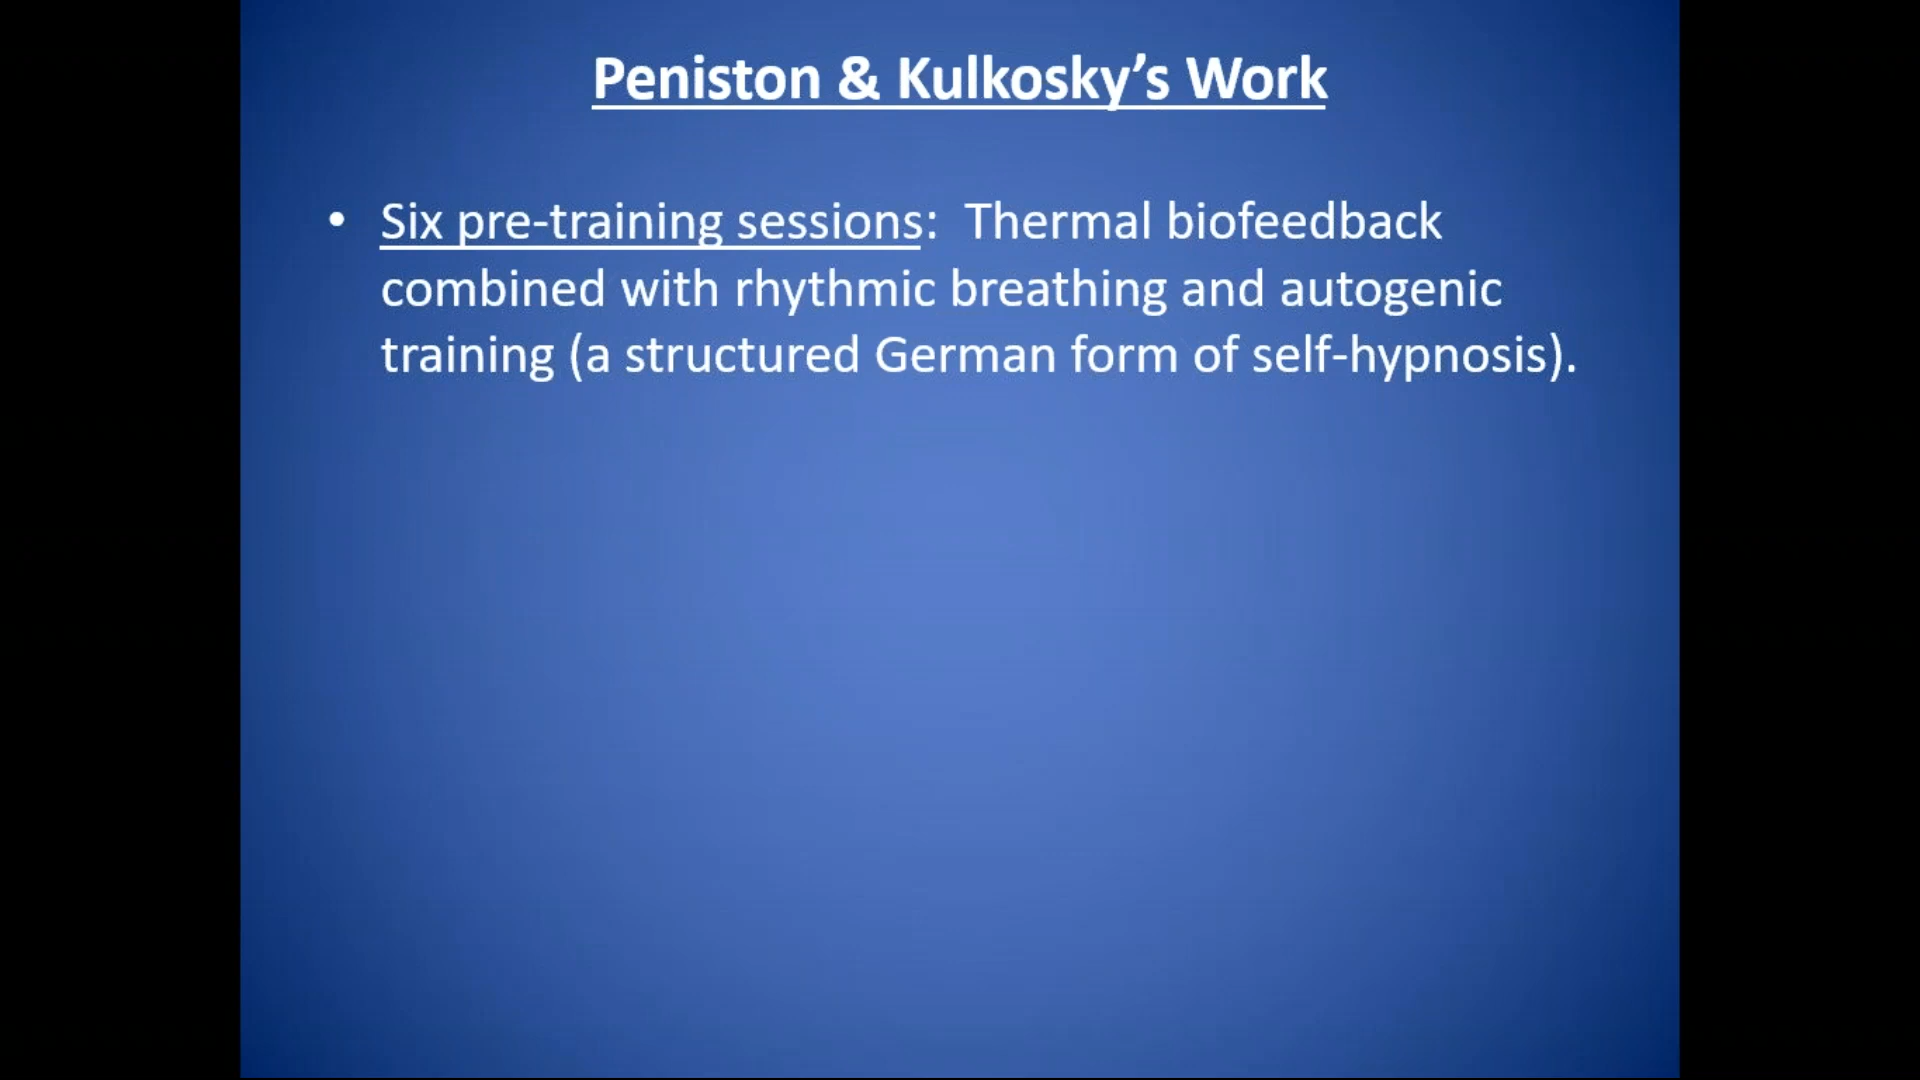 Peniston & Kulkosky’s Work
• Six pre-training sessions:  Thermal biofeedback
combined with rhythmic breathing and autogenic
training (a structured German form of self-hypnosis).